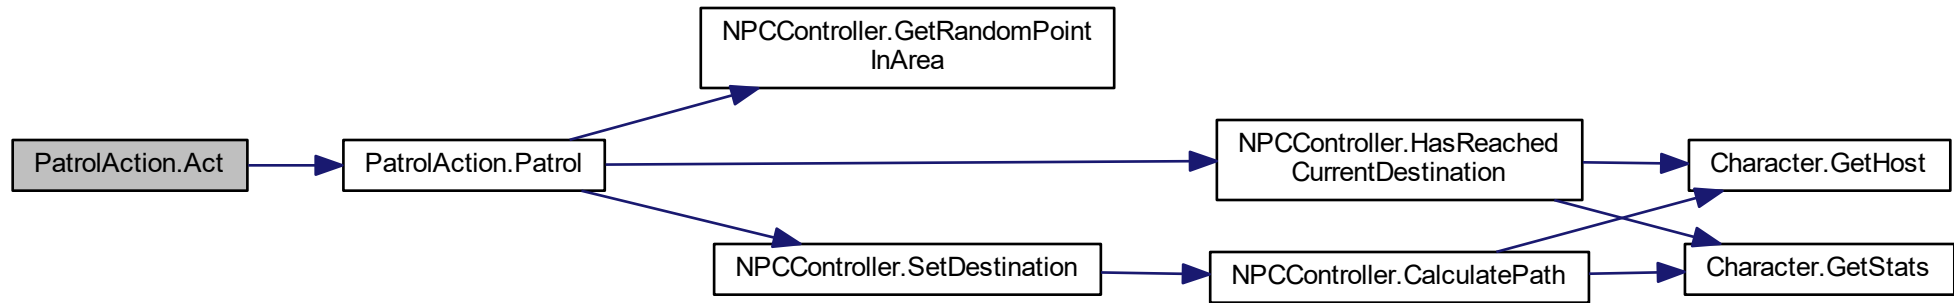 NPCController.GetRandomPoint
InArea
PatrolAction.Act
PatrolAction.Patrol
NPCController.HasReached
CurrentDestination
Character.GetHost
NPCController.SetDestination
NPCController.CalculatePath
Character.GetStats